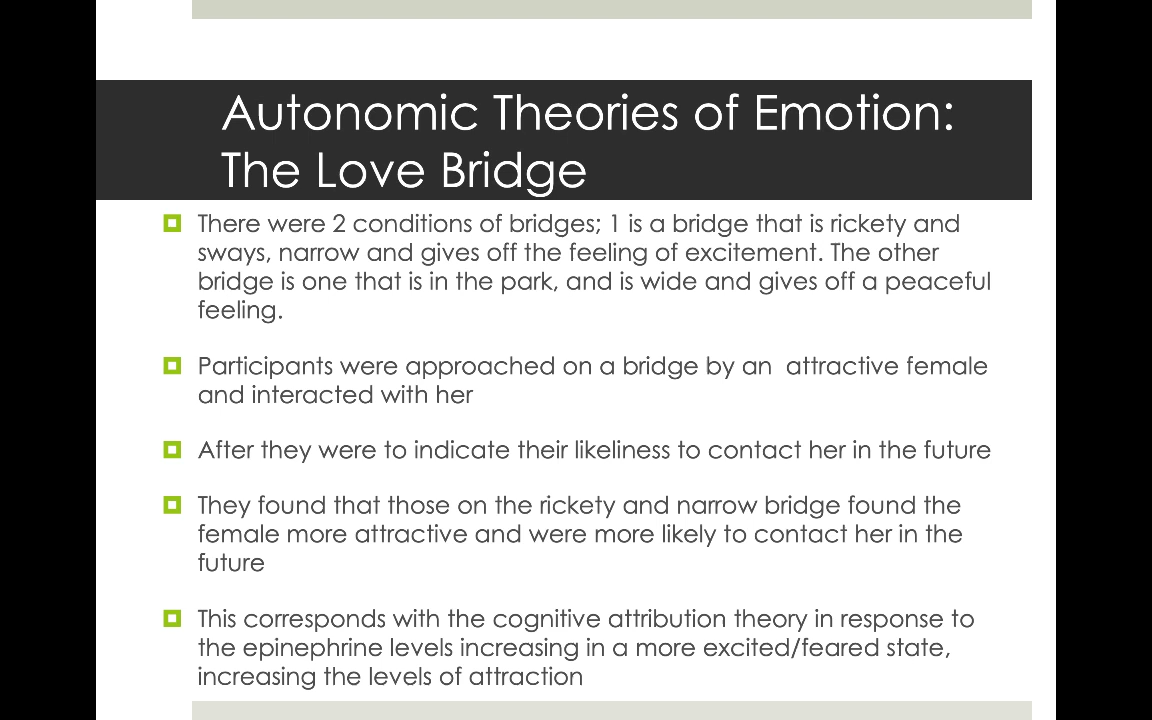 Autonomic Theories of Emotion:
The Love Bridge
There were 2 conditions of bridges; 1 is a bridge that is rickety and
sways, narrow and gives off the feeling of excitement. The other
bridge is one that is in the park, and is wide and gives off a peaceful
feeling.
Participants were approached on a bridge by an  attractive female
and interacted with her
After they were to indicate their likeliness to contact her in the future
They found that those on the rickety and narrow bridge found the
female more attractive and were more likely to contact her in the
future
This corresponds with the cognitive attribution theory in response to
the epinephrine levels increasing in a more excited/feared state,
increasing the levels of attraction